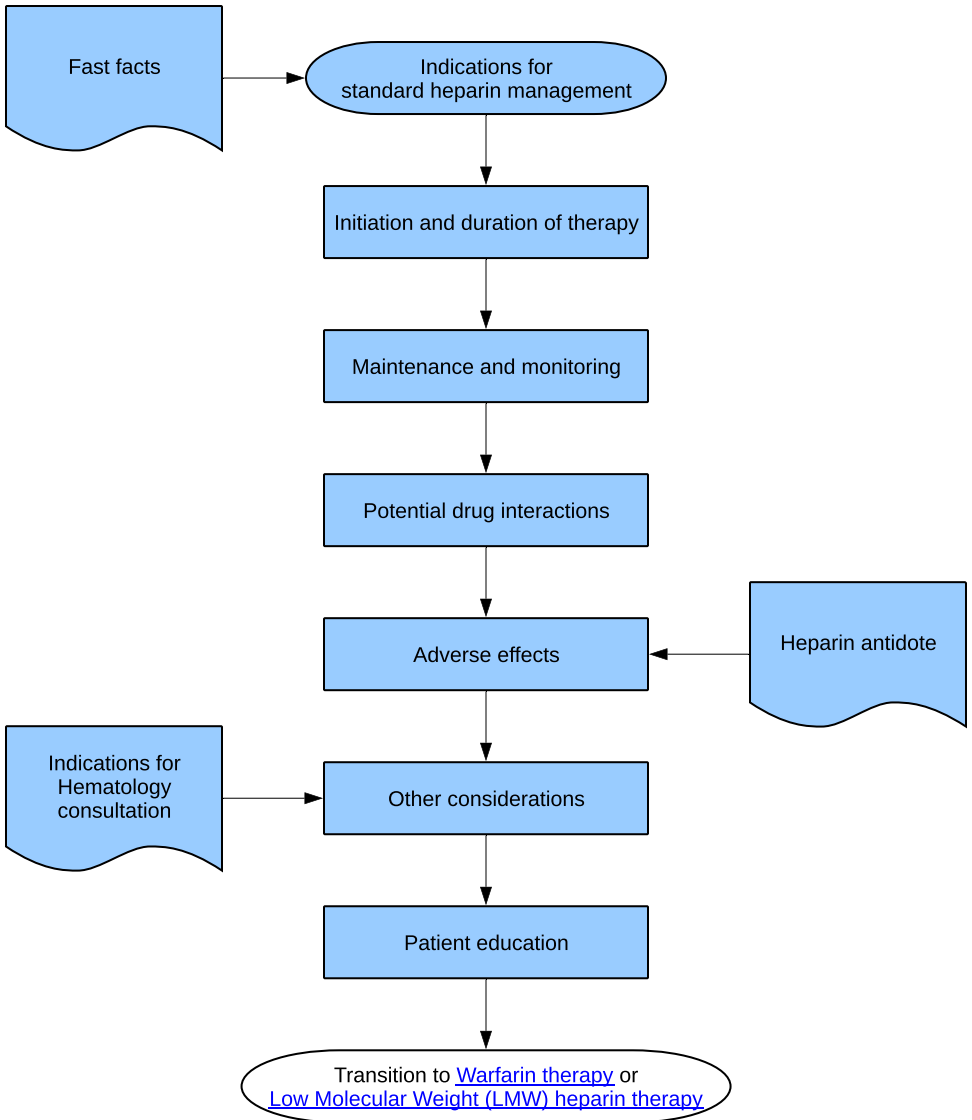 Fast facts
Indications for
standard heparin management
Initiation and duration of therapy
Maintenance and monitoring
Potential drug interactions
Adverse effects
Heparin antidote
Indications for
Hematology
consultation
Other considerations
Patient education
Transition to Warfarin therapy or
Low Molecular Weight (LMW) heparin therapy